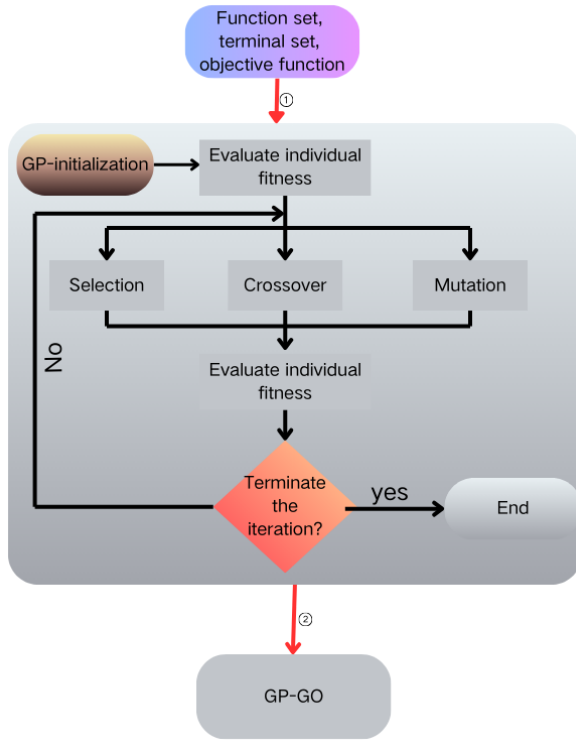 Function set,
terminal set,
objective function
①
GP-initialization
Evaluate individual
fitness
Selection
Crossover
Mutation
Evaluate individual
fitness
No
Terminate
the
iteration?
yes
End
②
GP-GO